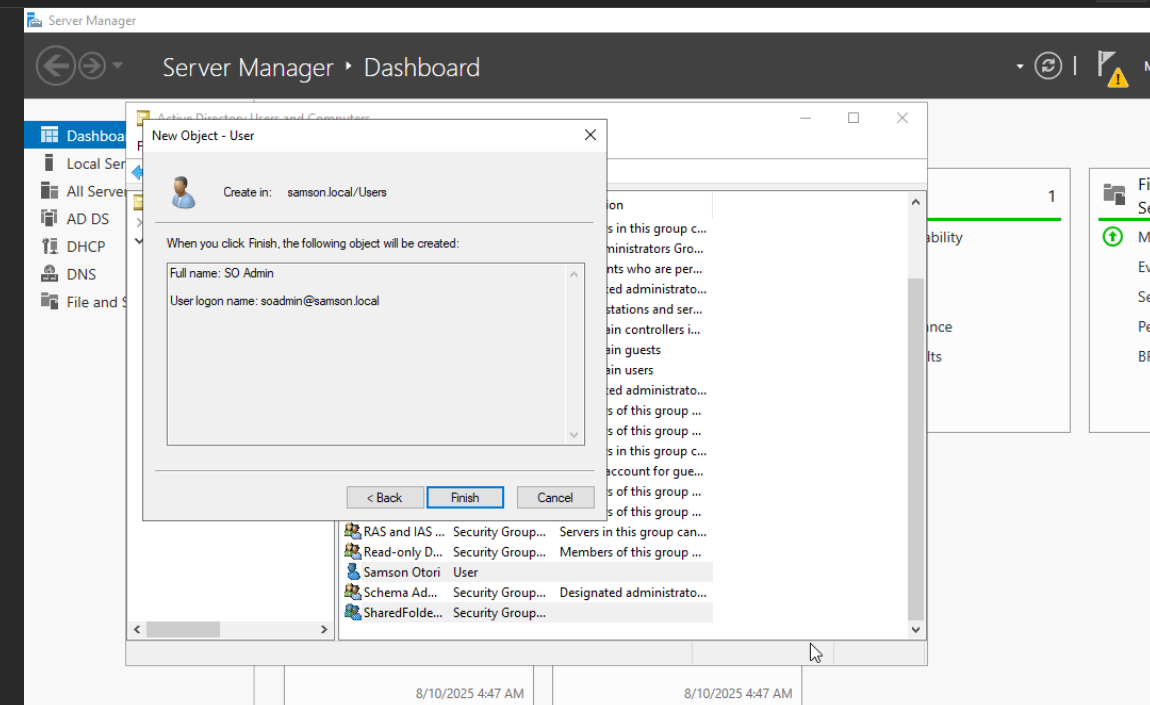 Server Manager
Server Manager ‣ Dashboard
Active Directory Users and Computers
New Object - User
Dashboa
Local Ser
All Server
AD DS
DHCP
DNS
File and S
Create in: samson.local/Users
When you click Finish, the following object will be created:
Full name: SO Admin
User logon name: soadmin@samson.local
< Back
Finish
Cancel
ion
s in this group c...
ministrators Gro...
nts who are per...
ted administrato...
stations and ser...
ain controllers i...
ain guests
ain users
ted administrato...
s of this group ...
s of this group ...
s in this group c...
account for gue...
s of this group ...
s of this group ...
RAS and IAS ... Security Group... Servers in this group can...
Read-only D... Security Group... Members of this group ...
Samson Otori User
Schema Ad... Security Group... Designated administrato...
SharedFolde... Security Group...
1
ability
ance
lts
Fi
Se
M
Ev
Se
Pe
BP
8/10/2025 4:47 AM
8/10/2025 4:47 AM